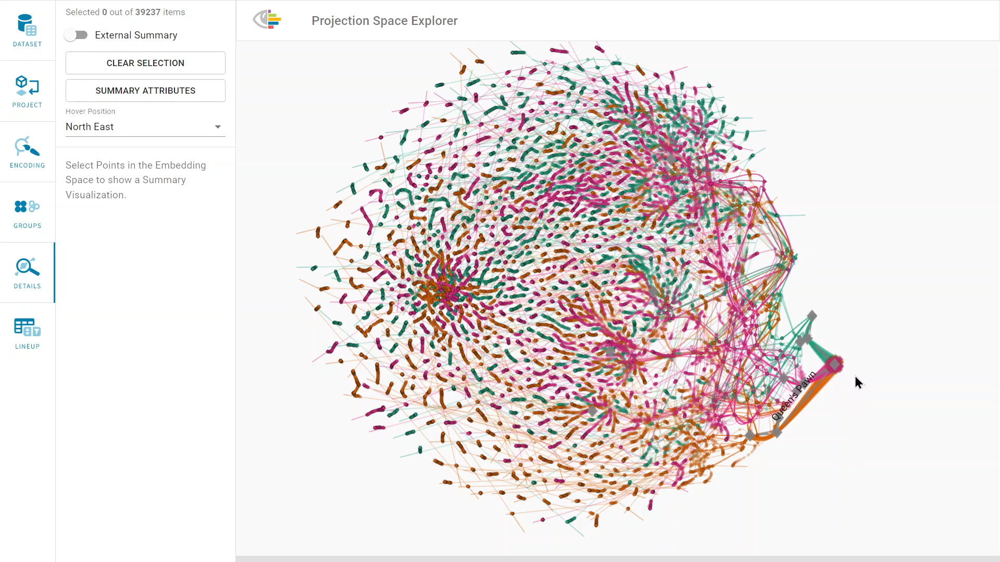 DATASET
PROJECT
ENCODING
GROUPS
DETAILS
LINEUP
Selected 0 out of 39237 items
External Summary
CLEAR SELECTION
SUMMARY ATTRIBUTES
Hover Position
North East
Select Points in the Embedding
Space to show a Summary
Visualization.
Projection Space Explorer
Queen's Pawn